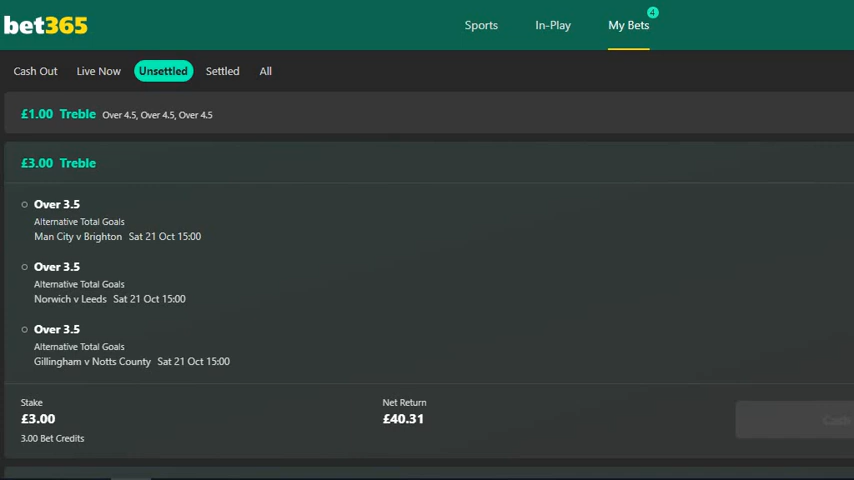 4
bet365 Sports In-Play My Bets
Cash Out Live Now Unsettled Settled All
£1.00 Treble Over 4.5, Over 4.5, Over 4.5
£3.00 Treble
Over 3.5
Alternative Total Goals
Man City v Brighton Sat 21 Oct 15:00
Over 3.5
Alternative Total Goals
Norwich v Leeds Sat 21 Oct 15:00
Over 3.5
Alternative Total Goals
Gillingham v Notts County Sat 21 Oct 15:00
Stake Net Return
£3.00 £40.31
Cash
3.00 Bet Credits